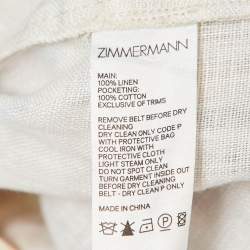 ZIMMERMANN
MAIN:
100% LINEN
POCKETING:
100% COTTON
EXCLUSIVE OF TRIMS
REMOVE BELT BEFORE DRY
CLEANING
DRY CLEAN ONLY CODE P
WITH PROTECTIVE BAG
COOL IRON WITH
PROTECTIVE CLOTH
LIGHT STEAM ONLY
DO NOT SPOT CLEAN
TURN GARMENT INSIDE OUT
BEFORE DRY CLEANING
BELT - DRY CLEAN P ONLY
MADE IN CHINA